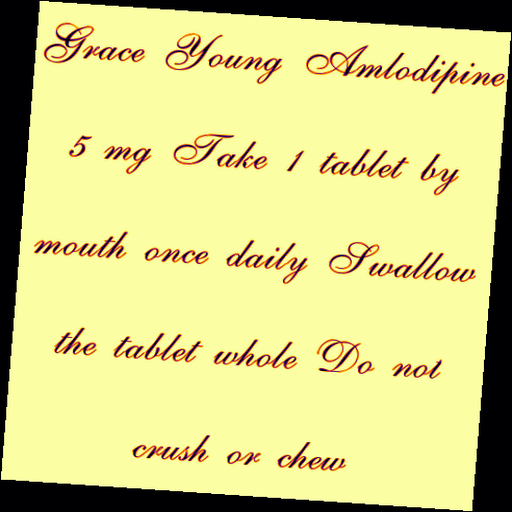 Grace Young Amlodipine
5 mg Take 1 tablet by
mouth once daily Swallow
the tablet whole Do not
crush or chew